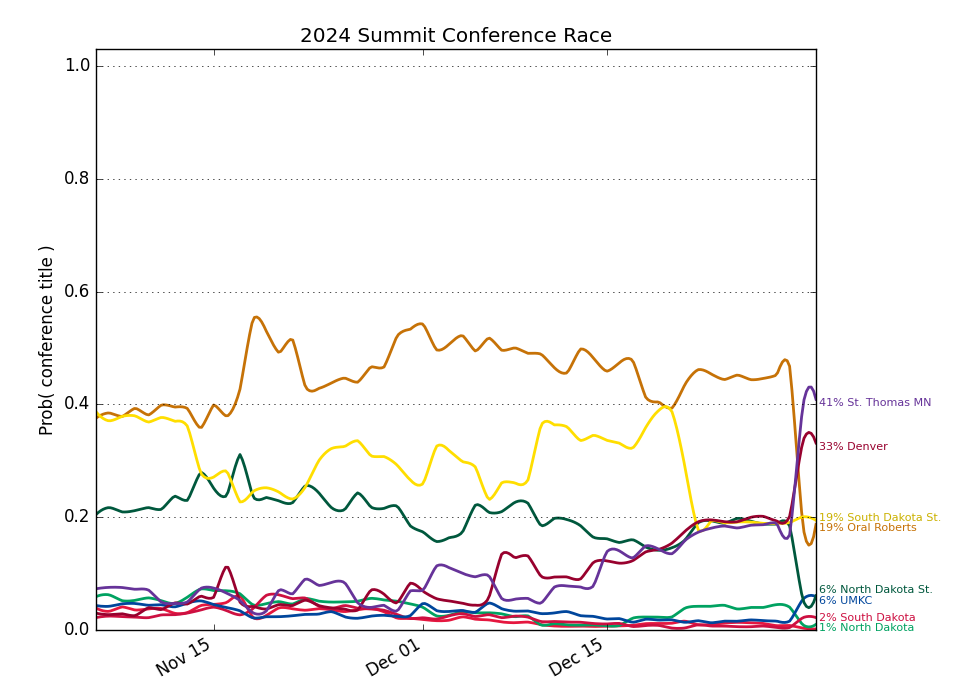 2024 Summit Conference Race
Prob( conference title )
1.0
0.8
0.6
0.4
0.2
0.0
Nov 15
Dec 01
Dec 15
41% St. Thomas MN
33% Denver
19% South Dakota St.
19% Oral Roberts
6% North Dakota St.
6% UMKC
2% South Dakota
1% North Dakota